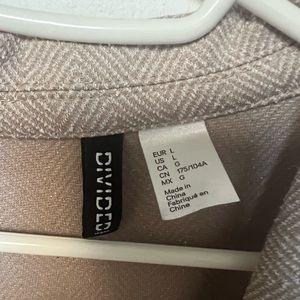 DIVIDED
EUR L
US L
CA G
CN 175/104A
MX G
Made in
China
Fabriqué en
Chine